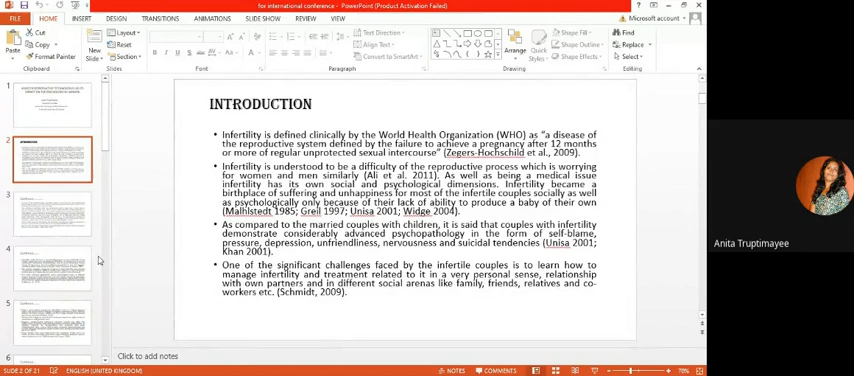 for international conference - PowerPoint (Product Activation Failed)
FILE HOME INSERT DESIGN TRANSITIONS ANIMATIONS SLIDE SHOW REVIEW VIEW Microsoft account
Cut
Copy
Format Painter
Paste
Clipboard
New
Slide
Layout
Reset
Section
Slides
Font
Paragraph
Text Direction
Align Text
Convert to SmartArt
Arrange
Quick
Styles
Shape Fill
Shape Outline
Shape Effects
Drawing
Find
Replace
Select
Editing
1
2
3
4
5
6
INTRODUCTION
• Infertility is defined clinically by the World Health Organization (WHO) as “a disease of
the reproductive system defined by the failure to achieve a pregnancy after 12 months
or more of regular unprotected sexual intercourse” (Zegers-Hochschild et al., 2009).
• Infertility is understood to be a difficulty of the reproductive process which is worrying
for women and men similarly (Ali et al. 2011). As well as being a medical issue
infertility has its own social and psychological dimensions. Infertility became a
birthplace of suffering and unhappiness for most of the infertile couples socially as well
as psychologically only because of their lack of ability to produce a baby of their own
(Malhlstedt 1985; Greil 1997; Unisa 2001; Widge 2004).
• As compared to the married couples with children, it is said that couples with infertility
demonstrate considerably advanced psychopathology in the form of self-blame,
pressure, depression, unfriendliness, nervousness and suicidal tendencies (Unisa 2001;
Khan 2001).
• One of the significant challenges faced by the infertile couples is to learn how to
manage infertility and treatment related to it in a very personal sense, relationship
with own partners and in different social arenas like family, friends, relatives and co-
workers etc. (Schmidt, 2009).
Anita Truptimayee
Click to add notes
SLIDE 2 OF 21 ENGLISH (UNITED KINGDOM) NOTES COMMENTS 70%